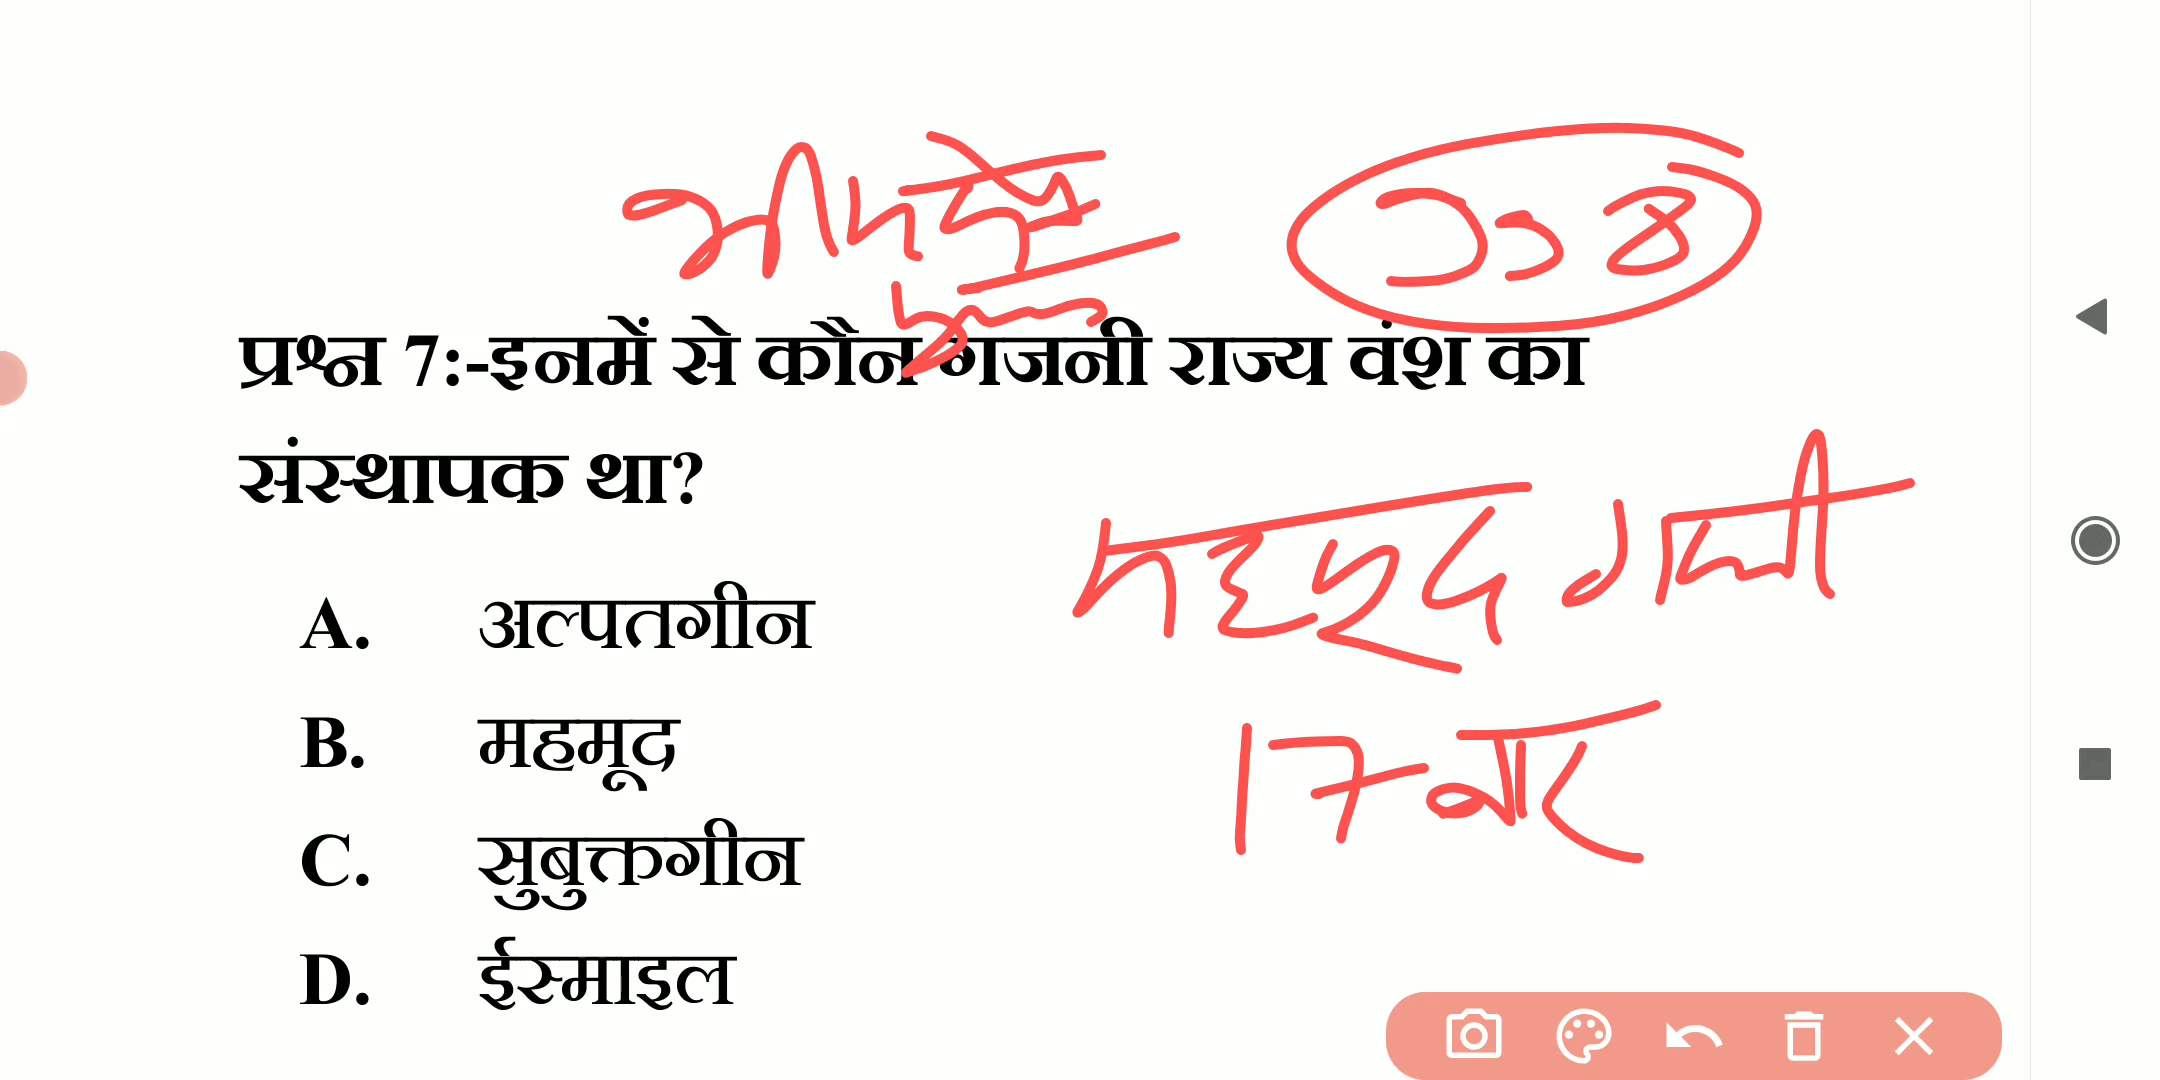 प्रश्न 7:-इनमें से कौन गजनी राज्य वंश का
संस्थापक था?
महमूद गजनी
17 बार
A. अल्पतगीन
B. महमूद
C. सुबुक्तगीन
D. ईस्माइल